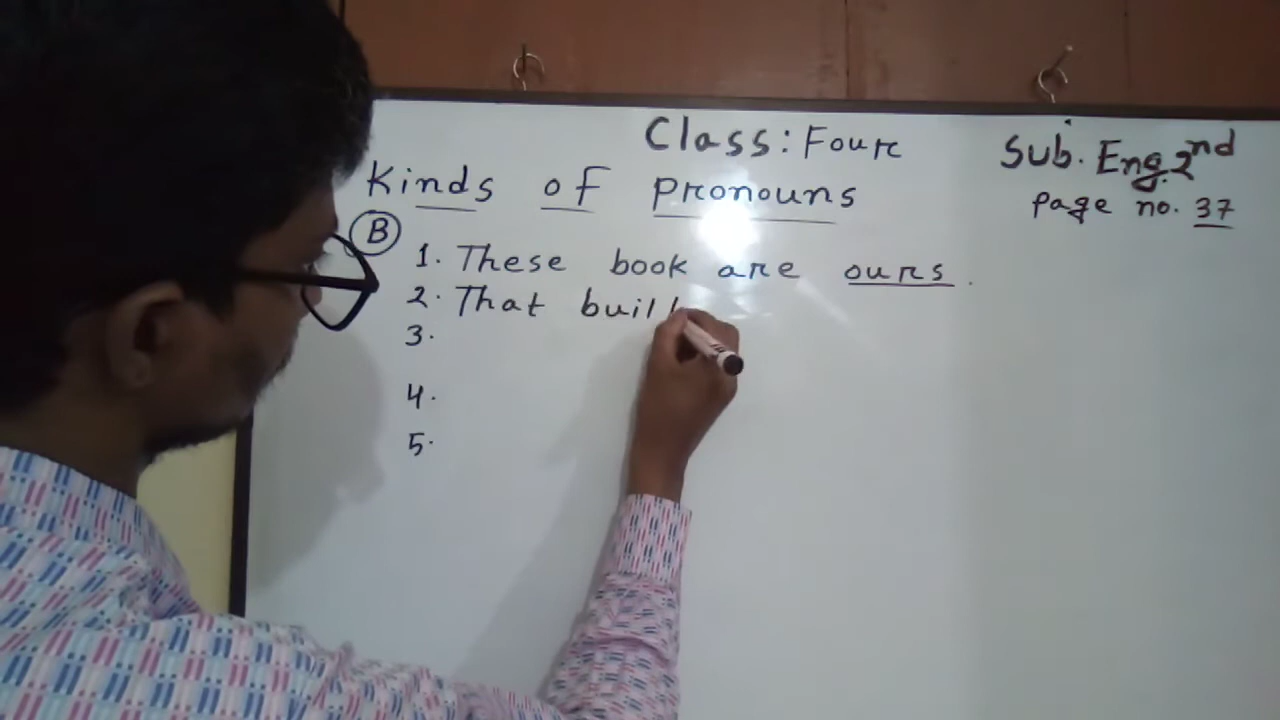 Class: Four
Sub. Eng. 2nd
Kinds of Pronouns
Page no. 37
B
1. These book are ours.
2. That buil
3.
4.
5.